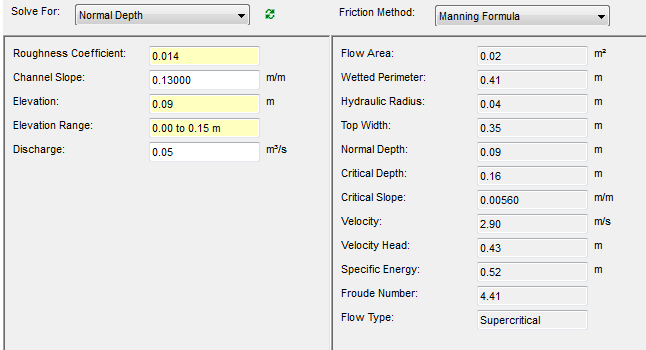 Solve For: Normal Depth
Friction Method: Manning Formula
Roughness Coefficient: 0.014
Channel Slope: 0.13000 m/m
Elevation: 0.09 m
Elevation Range: 0.00 to 0.15 m
Discharge: 0.05 m³/s
Flow Area: 0.02 m²
Wetted Perimeter: 0.41 m
Hydraulic Radius: 0.04 m
Top Width: 0.35 m
Normal Depth: 0.09 m
Critical Depth: 0.16 m
Critical Slope: 0.00560 m/m
Velocity: 2.90 m/s
Velocity Head: 0.43 m
Specific Energy: 0.52 m
Froude Number: 4.41
Flow Type: Supercritical